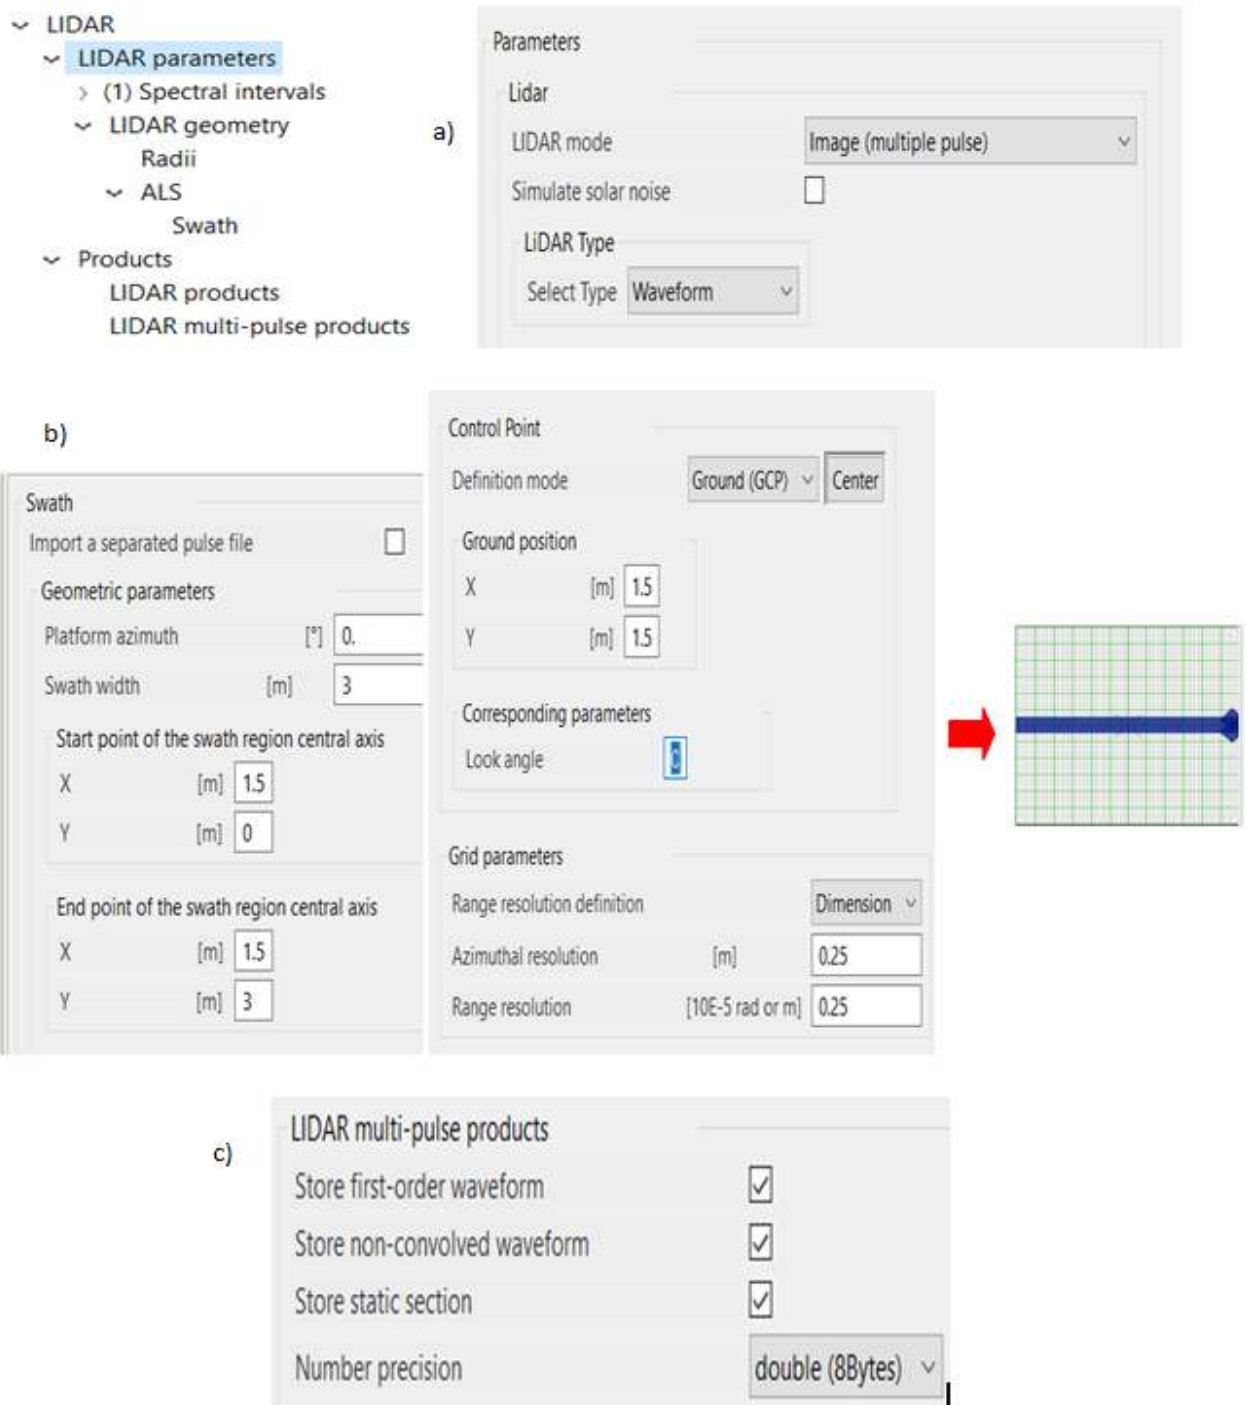 LIDAR
LIDAR parameters
(1) Spectral intervals
LIDAR geometry
Radii
ALS
Swath
Products
LIDAR products
LIDAR multi-pulse products
a)
Parameters
Lidar
LIDAR mode Image (multiple pulse)
Simulate solar noise
LiDAR Type
Select Type Waveform
b)
Swath
Import a separated pulse file
Geometric parameters
Platform azimuth [°] 0.
Swath width [m] 3
Start point of the swath region central axis
X [m] 1.5
Y [m] 0
End point of the swath region central axis
X [m] 1.5
Y [m] 3
Control Point
Definition mode Ground (GCP) Center
Ground position
X [m] 1.5
Y [m] 1.5
Corresponding parameters
Look angle
Grid parameters
Range resolution definition Dimension
Azimuthal resolution [m] 0.25
Range resolution [10E-5 rad or m] 0.25
c)
LIDAR multi-pulse products
Store first-order waveform
Store non-convolved waveform
Store static section
Number precision double (8Bytes)